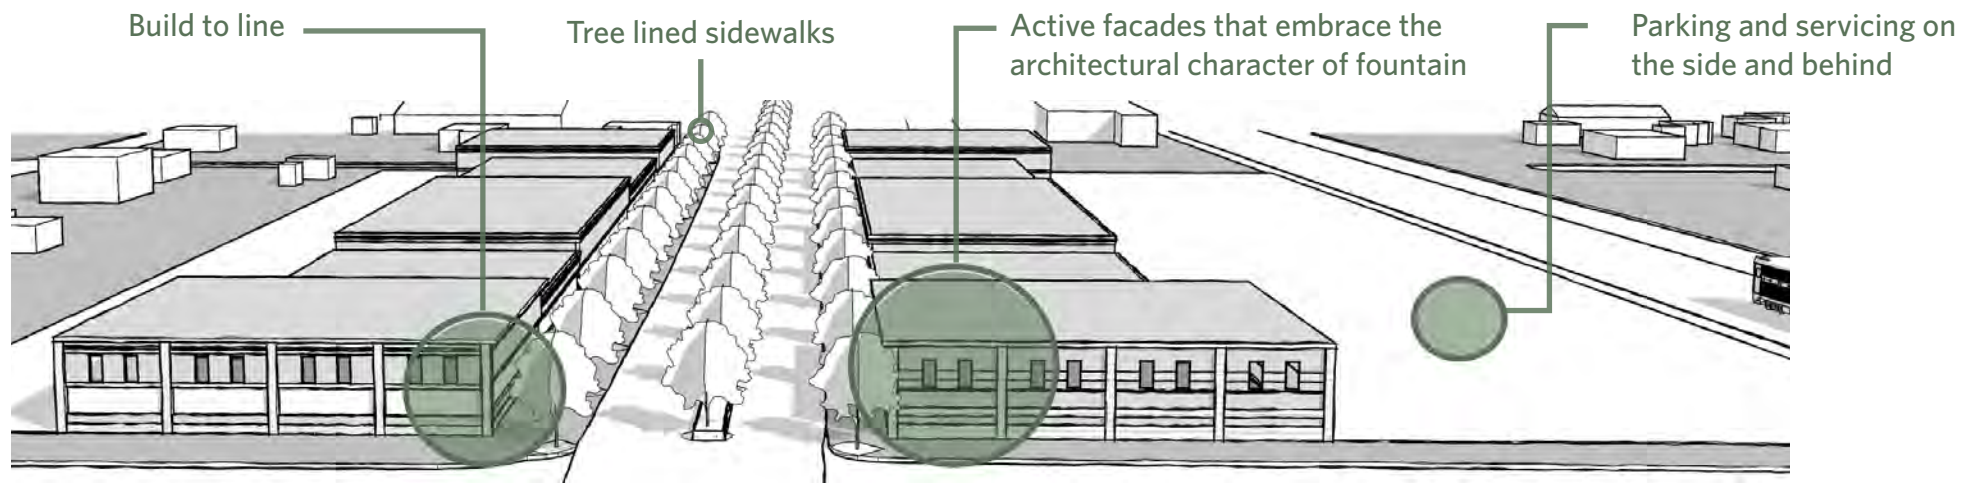 Build to line
Tree lined sidewalks
Active facades that embrace the
architectural character of fountain
Parking and servicing on
the side and behind